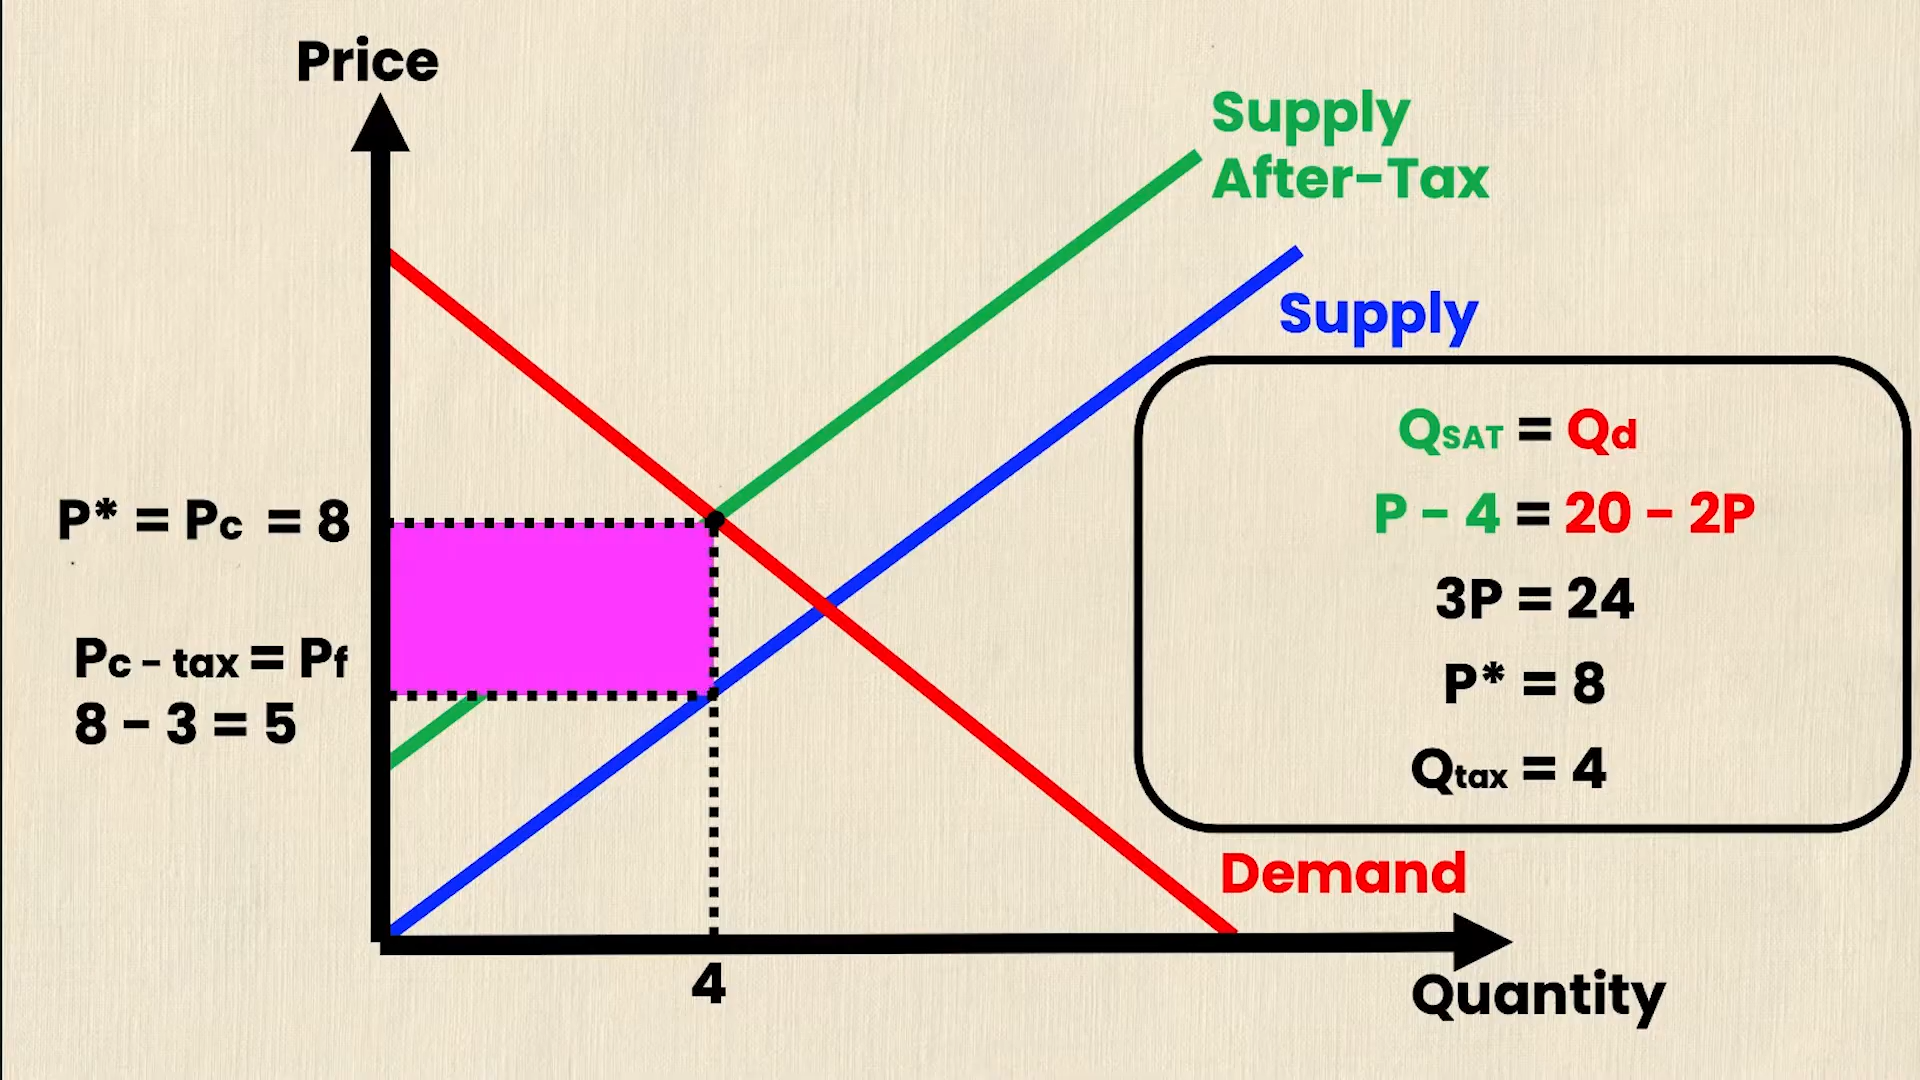 Price
Supply
After-Tax
Supply
P* = Pc = 8
Pc - tax = Pf
8 - 3 = 5
QSAT = Qd
P - 4 = 20 - 2P
3P = 24
P* = 8
Qtax = 4
Demand
4
Quantity